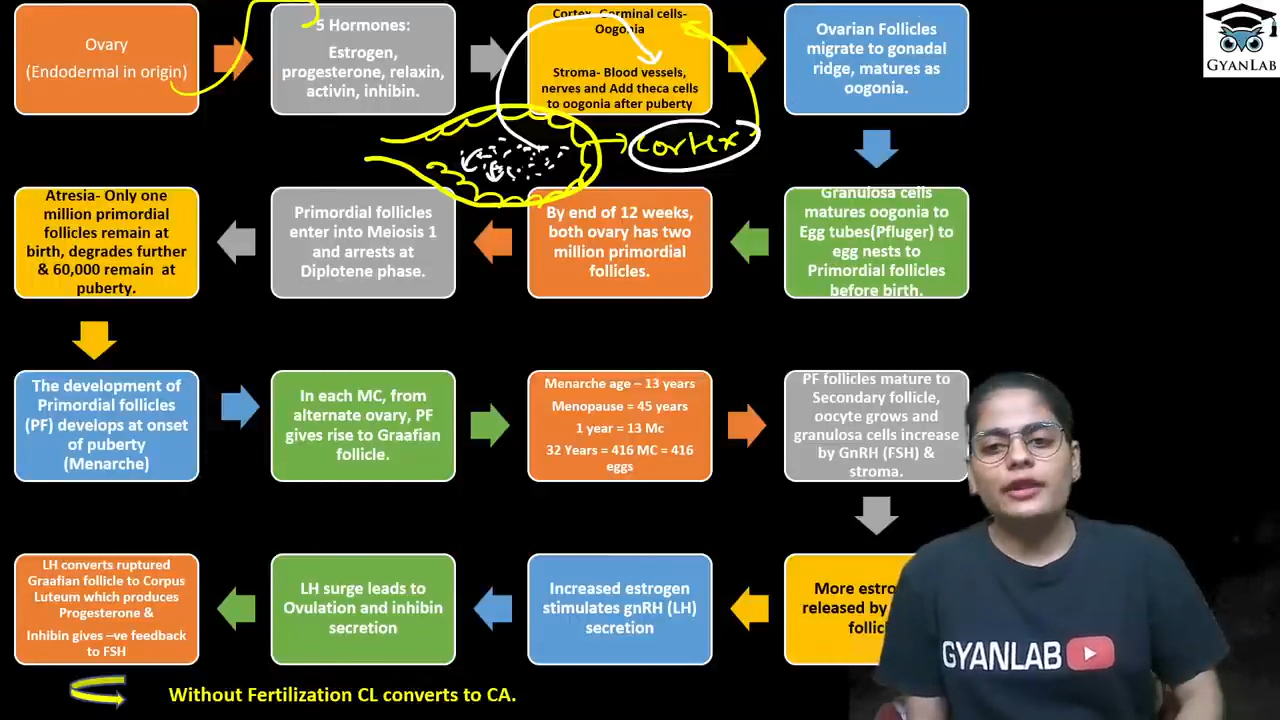 Ovary
(Endodermal in origin)
5 Hormones:
Estrogen,
progesterone, relaxin,
activin, inhibin.
Cortex- Germinal cells-
Oogonia
Stroma- Blood vessels,
nerves and Add theca cells
to oogonia after puberty
Ovarian Follicles
migrate to gonadal
ridge, matures as
oogonia.
GYANLAB
cortex
Atresia- Only one
million primordial
follicles remain at
birth, degrades further
& 60,000 remain at
puberty.
Primordial follicles
enter into Meiosis 1
and arrests at
Diplotene phase.
By end of 12 weeks,
both ovary has two
million primordial
follicles.
Granulosa cells
matures oogonia to
Egg tubes(Pfluger) to
egg nests to
Primordial follicles
before birth.
The development of
Primordial follicles
(PF) develops at onset
of puberty
(Menarche)
In each MC, from
alternate ovary, PF
gives rise to Graafian
follicle.
Menarche age – 13 years
Menopause = 45 years
1 year = 13 Mc
32 Years = 416 MC = 416
eggs
PF follicles mature to
Secondary follicle,
oocyte grows and
granulosa cells increase
by GnRH (FSH) &
stroma.
LH converts ruptured
Graafian follicle to Corpus
Luteum which produces
Progesterone &
Inhibin gives –ve feedback
to FSH
LH surge leads to
Ovulation and inhibin
secretion
Increased estrogen
stimulates gnRH (LH)
secretion
More
released by
GYANLAB
Without Fertilization CL converts to CA.